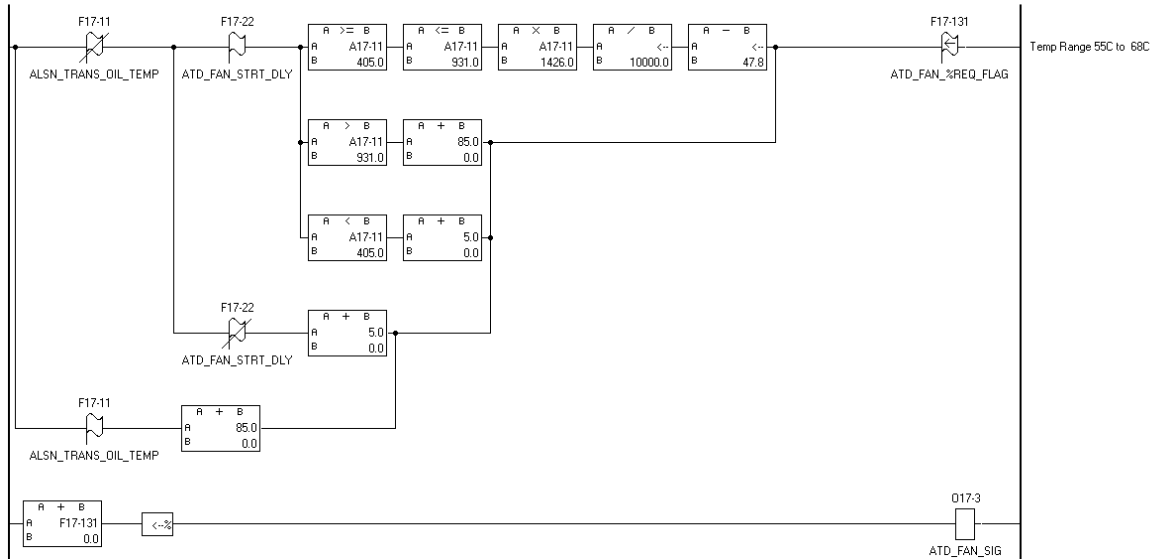 F17-11
ALSN_TRANS_OIL_TEMP
F17-22
ATD_FAN_STRT_DLY
A >= B
A A17-11
B 405.0
A <= B
A A17-11
B 931.0
A × B
A A17-11
B 1426.0
A / B
A <--
B 10000.0
A - B
A <--
B 47.8
F17-131
ATD_FAN_%REQ_FLAG
Temp Range 55C to 68C
A > B
A A17-11
B 931.0
A + B
A 85.0
B 0.0
A < B
A A17-11
B 405.0
A + B
A 5.0
B 0.0
F17-22
ATD_FAN_STRT_DLY
A + B
A 5.0
B 0.0
F17-11
ALSN_TRANS_OIL_TEMP
A + B
A 85.0
B 0.0
A + B
A F17-131
B 0.0
<--%
O17-3
ATD_FAN_SIG